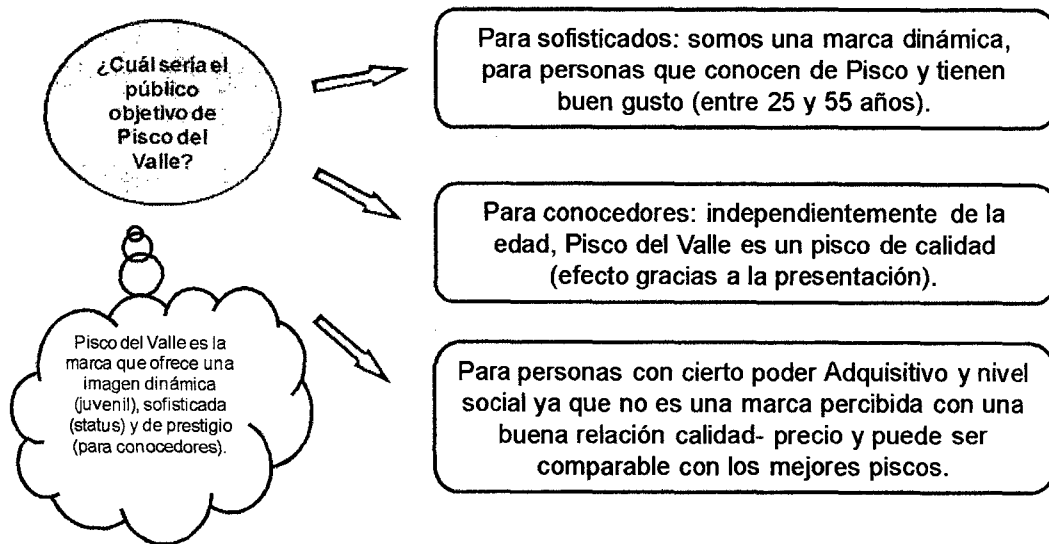 ¿Cuál sería el
público
objetivo de
Pisco del
Valle?
Para sofisticados: somos una marca dinámica,
para personas que conocen de Pisco y tienen
buen gusto (entre 25 y 55 años).
Para conocedores: independientemente de la
edad, Pisco del Valle es un pisco de calidad
(efecto gracias a la presentación).
Pisco del Valle es la
marca que ofrece una
imagen dinámica
(juvenil), sofisticada
(status) y de prestigio
(para conocedores).
Para personas con cierto poder Adquisitivo y nivel
social ya que no es una marca percibida con una
buena relación calidad- precio y puede ser
comparable con los mejores piscos.